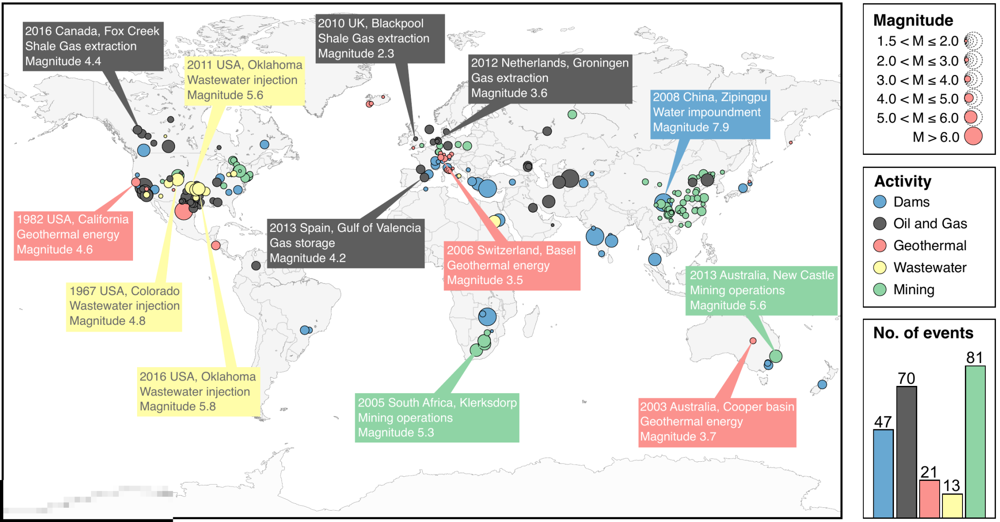 2016 Canada, Fox Creek
Shale Gas extraction
Magnitude 4.4
2011 USA, Oklahoma
Wastewater injection
Magnitude 5.6
2010 UK, Blackpool
Shale Gas extraction
Magnitude 2.3
2012 Netherlands, Groningen
Gas extraction
Magnitude 3.6
2008 China, Zipingpu
Water impoundment
Magnitude 7.9
1982 USA, California
Geothermal energy
Magnitude 4.6
2013 Spain, Gulf of Valencia
Gas storage
Magnitude 4.2
2006 Switzerland, Basel
Geothermal energy
Magnitude 3.5
2013 Australia, New Castle
Mining operations
Magnitude 5.6
1967 USA, Colorado
Wastewater injection
Magnitude 4.8
2016 USA, Oklahoma
Wastewater injection
Magnitude 5.8
2005 South Africa, Klerksdorp
Mining operations
Magnitude 5.3
2003 Australia, Cooper basin
Geothermal energy
Magnitude 3.7
Magnitude
1.5 < M ≤ 2.0
2.0 < M ≤ 3.0
3.0 < M ≤ 4.0
4.0 < M ≤ 5.0
5.0 < M ≤ 6.0
M > 6.0
Activity
Dams
Oil and Gas
Geothermal
Wastewater
Mining
No. of events
47
70
21
13
81